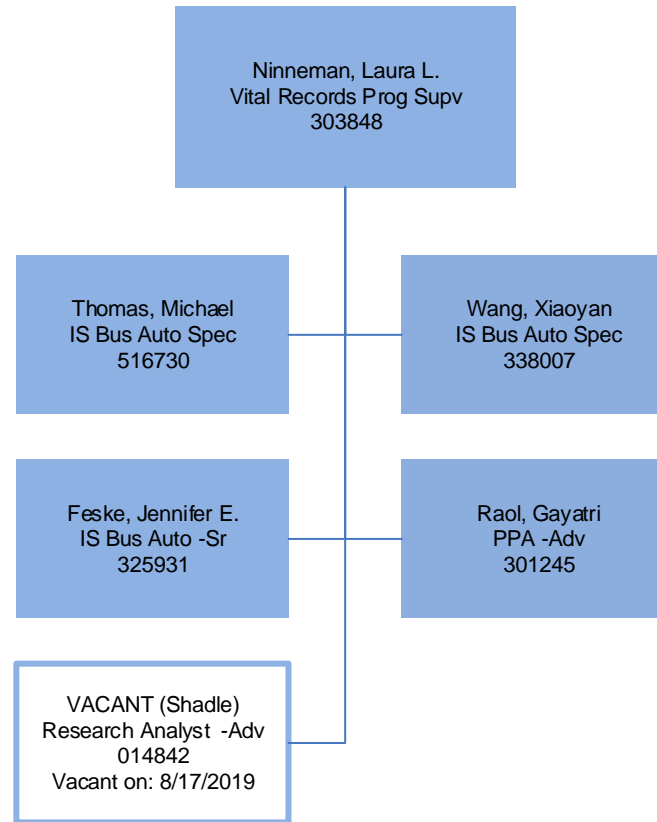 Ninneman, Laura L.
Vital Records Prog Supv
303848
Thomas, Michael
IS Bus Auto Spec
516730
Wang, Xiaoyan
IS Bus Auto Spec
338007
Feske, Jennifer E.
IS Bus Auto -Sr
325931
Raol, Gayatri
PPA -Adv
301245
VACANT (Shadle)
Research Analyst -Adv
014842
Vacant on: 8/17/2019